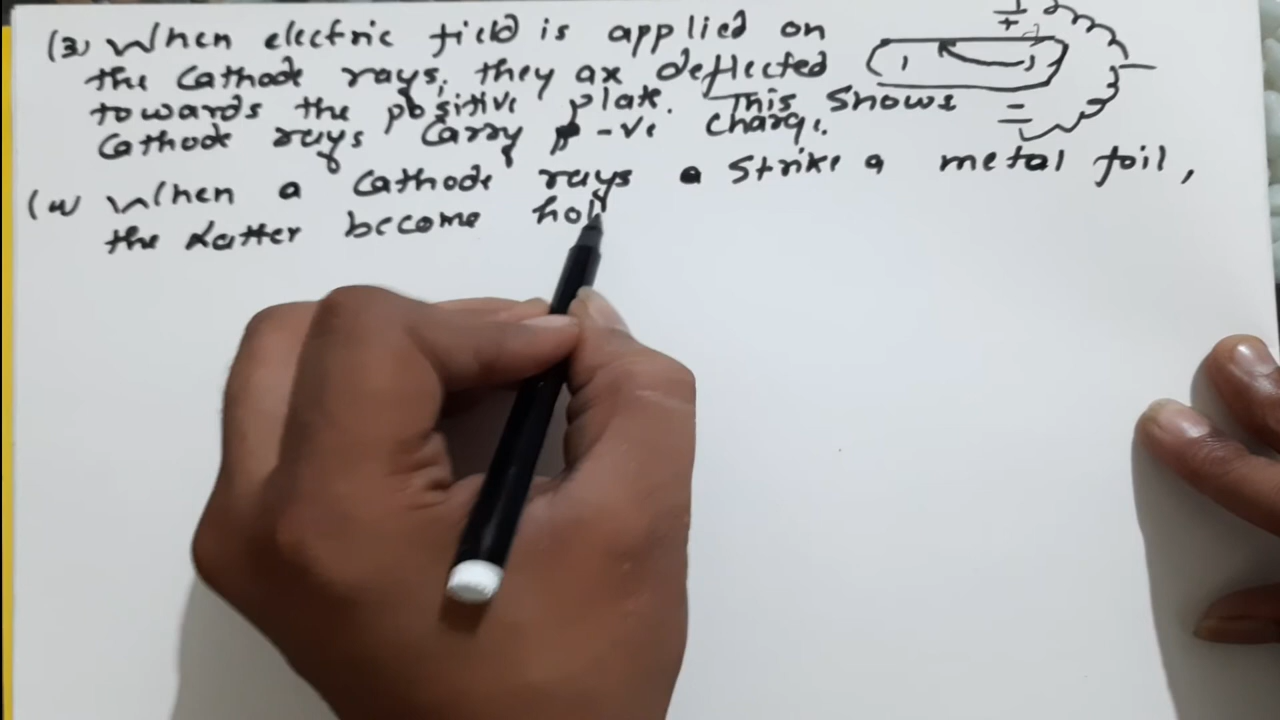 (3) When electric field is applied on
the Cathode rays, they are deflected
towards the positive plate. This Shows
Cathode rays Carry -ve charge.
(4) When a Cathode rays strike a metal foil,
the Latter become hot
+